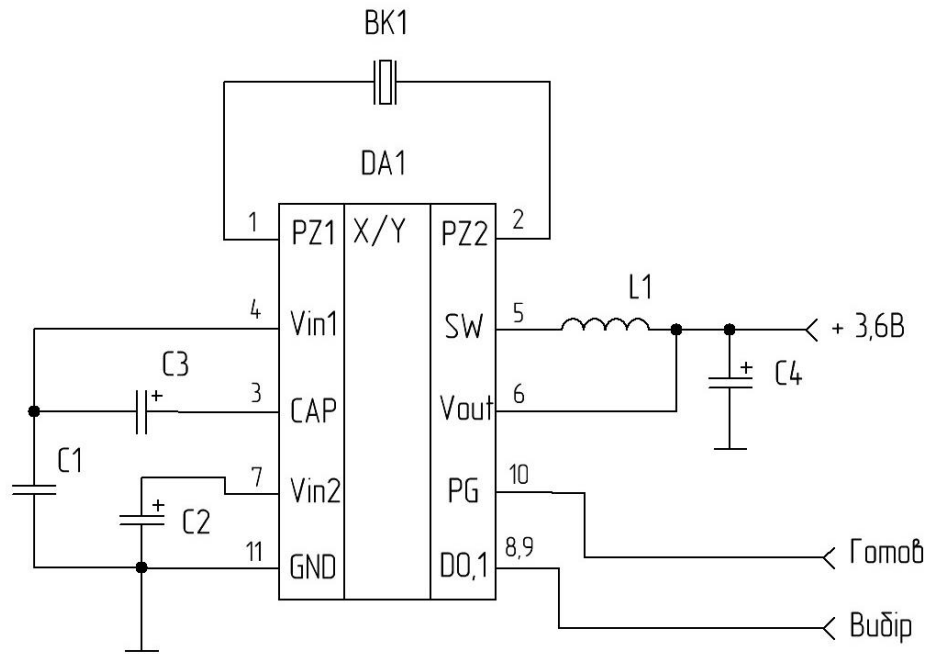 BK1
DA1
1 PZ1 X/Y PZ2 2
L1
4 Vin1 SW 5 + 3,6В
C3 + + C4
3 CAP Vout 6
C1
7 Vin2 PG 10
+ C2
11 GND D0,1 8,9
Готов
Вибір